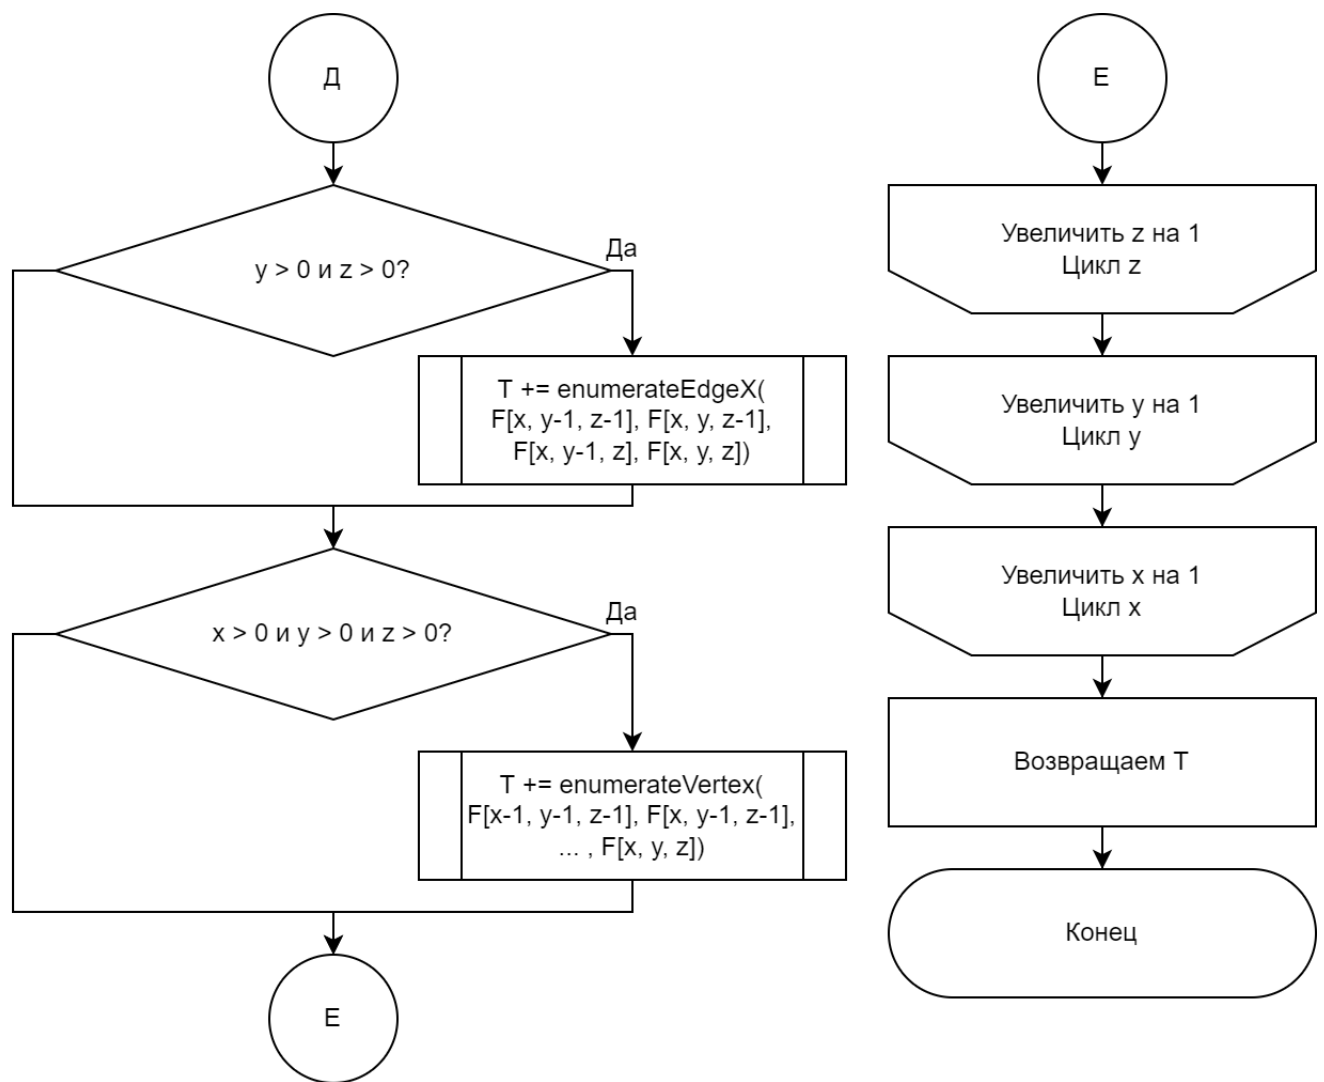 Д
y > 0 и z > 0?
Да
T += enumerateEdgeX(
F[x, y-1, z-1], F[x, y, z-1],
F[x, y-1, z], F[x, y, z])
x > 0 и y > 0 и z > 0?
Да
T += enumerateVertex(
F[x-1, y-1, z-1], F[x, y-1, z-1],
... , F[x, y, z])
Е
Е
Увеличить z на 1
Цикл z
Увеличить y на 1
Цикл y
Увеличить x на 1
Цикл x
Возвращаем T
Конец